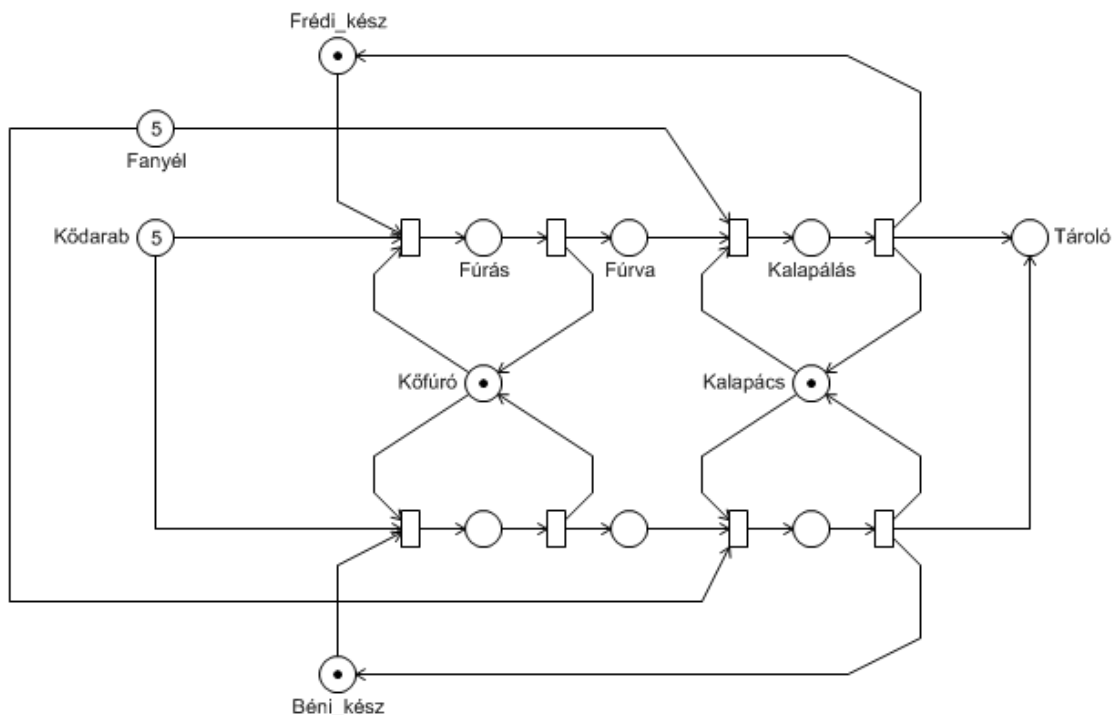 Frédi_kész
5
Fanyél
Kődarab
5
Fúrás
Fúrva
Kalapálás
Tároló
Kőfúró
Kalapács
Béni_kész